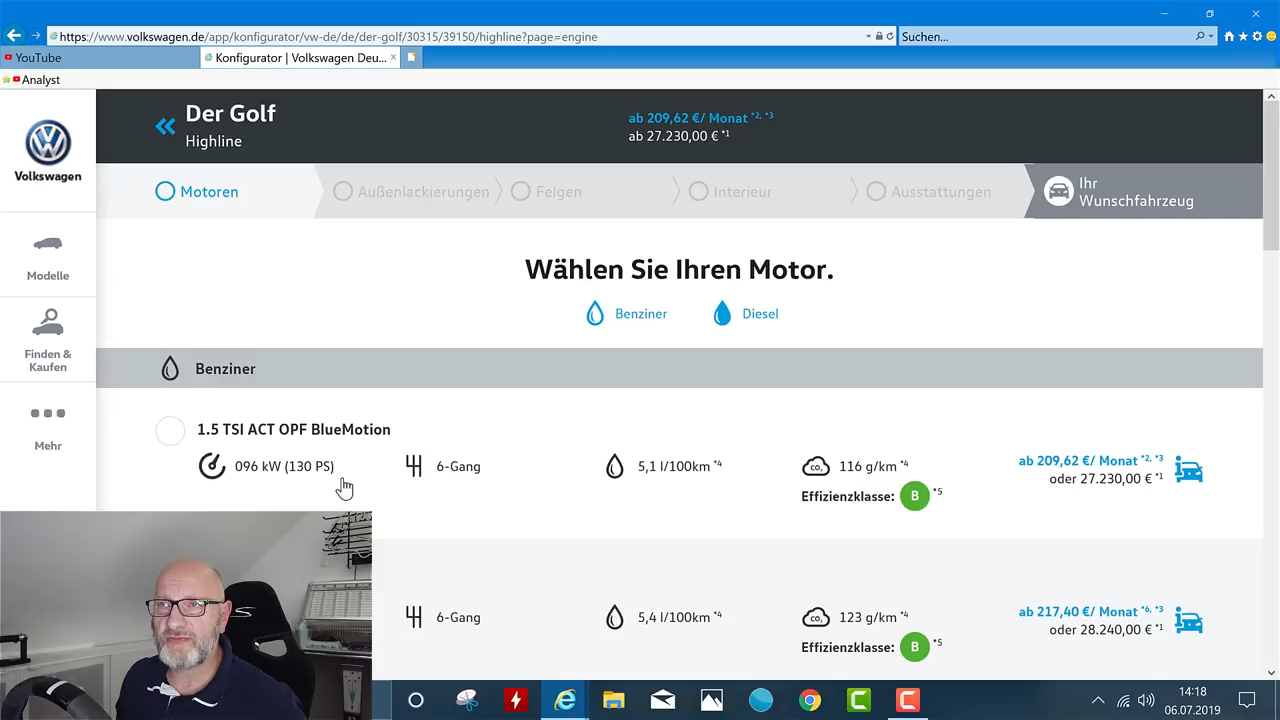 https://www.volkswagen.de/app/konfigurator/vw-de/de/der-golf/30315/39150/highline?page=engine
Suchen...
YouTube
Konfigurator | Volkswagen Deu...
Analyst
Volkswagen
Modelle
Finden &
Kaufen
Mehr
Der Golf
Highline
ab 209,62 €/ Monat *2, *3
ab 27.230,00 € *1
Motoren
Außenlackierungen
Felgen
Interieur
Ausstattungen
Ihr
Wunschfahrzeug
Wählen Sie Ihren Motor.
Benziner
Diesel
Benziner
1.5 TSI ACT OPF BlueMotion
096 kW (130 PS)
6-Gang
5,1 l/100km *4
CO2
116 g/km *4
Effizienzklasse: B *5
ab 209,62 €/ Monat *2, *3
oder 27.230,00 € *1
6-Gang
5,4 l/100km *4
CO2
123 g/km *4
Effizienzklasse: B *5
ab 217,40 €/ Monat *6, *3
oder 28.240,00 € *1
14:18
06.07.2019